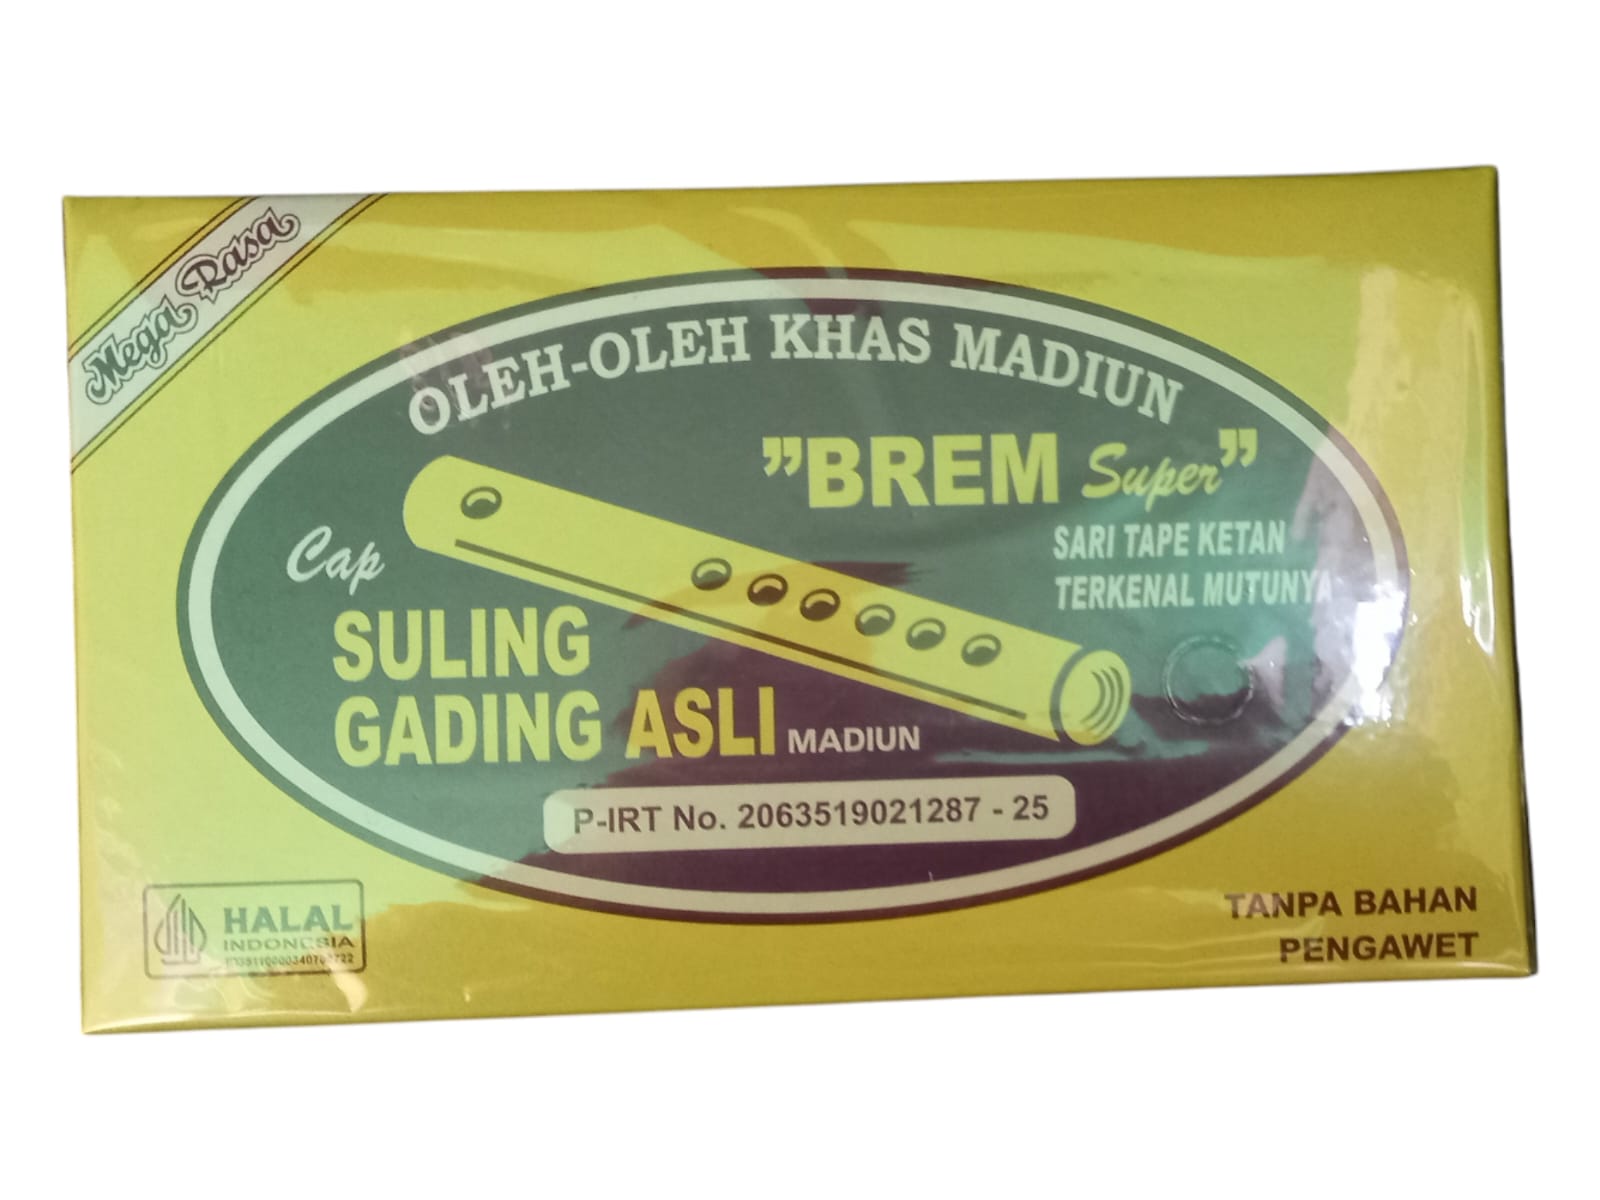 Mega Rasa
OLEH-OLEH KHAS MADIUN
”BREM Super”
SARI TAPE KETAN
TERKENAL MUTUNYA
Cap
SULING
GADING ASLI MADIUN
P-IRT No. 2063519021287 - 25
HALAL
INDONESIA
TANPA BAHAN
PENGAWET